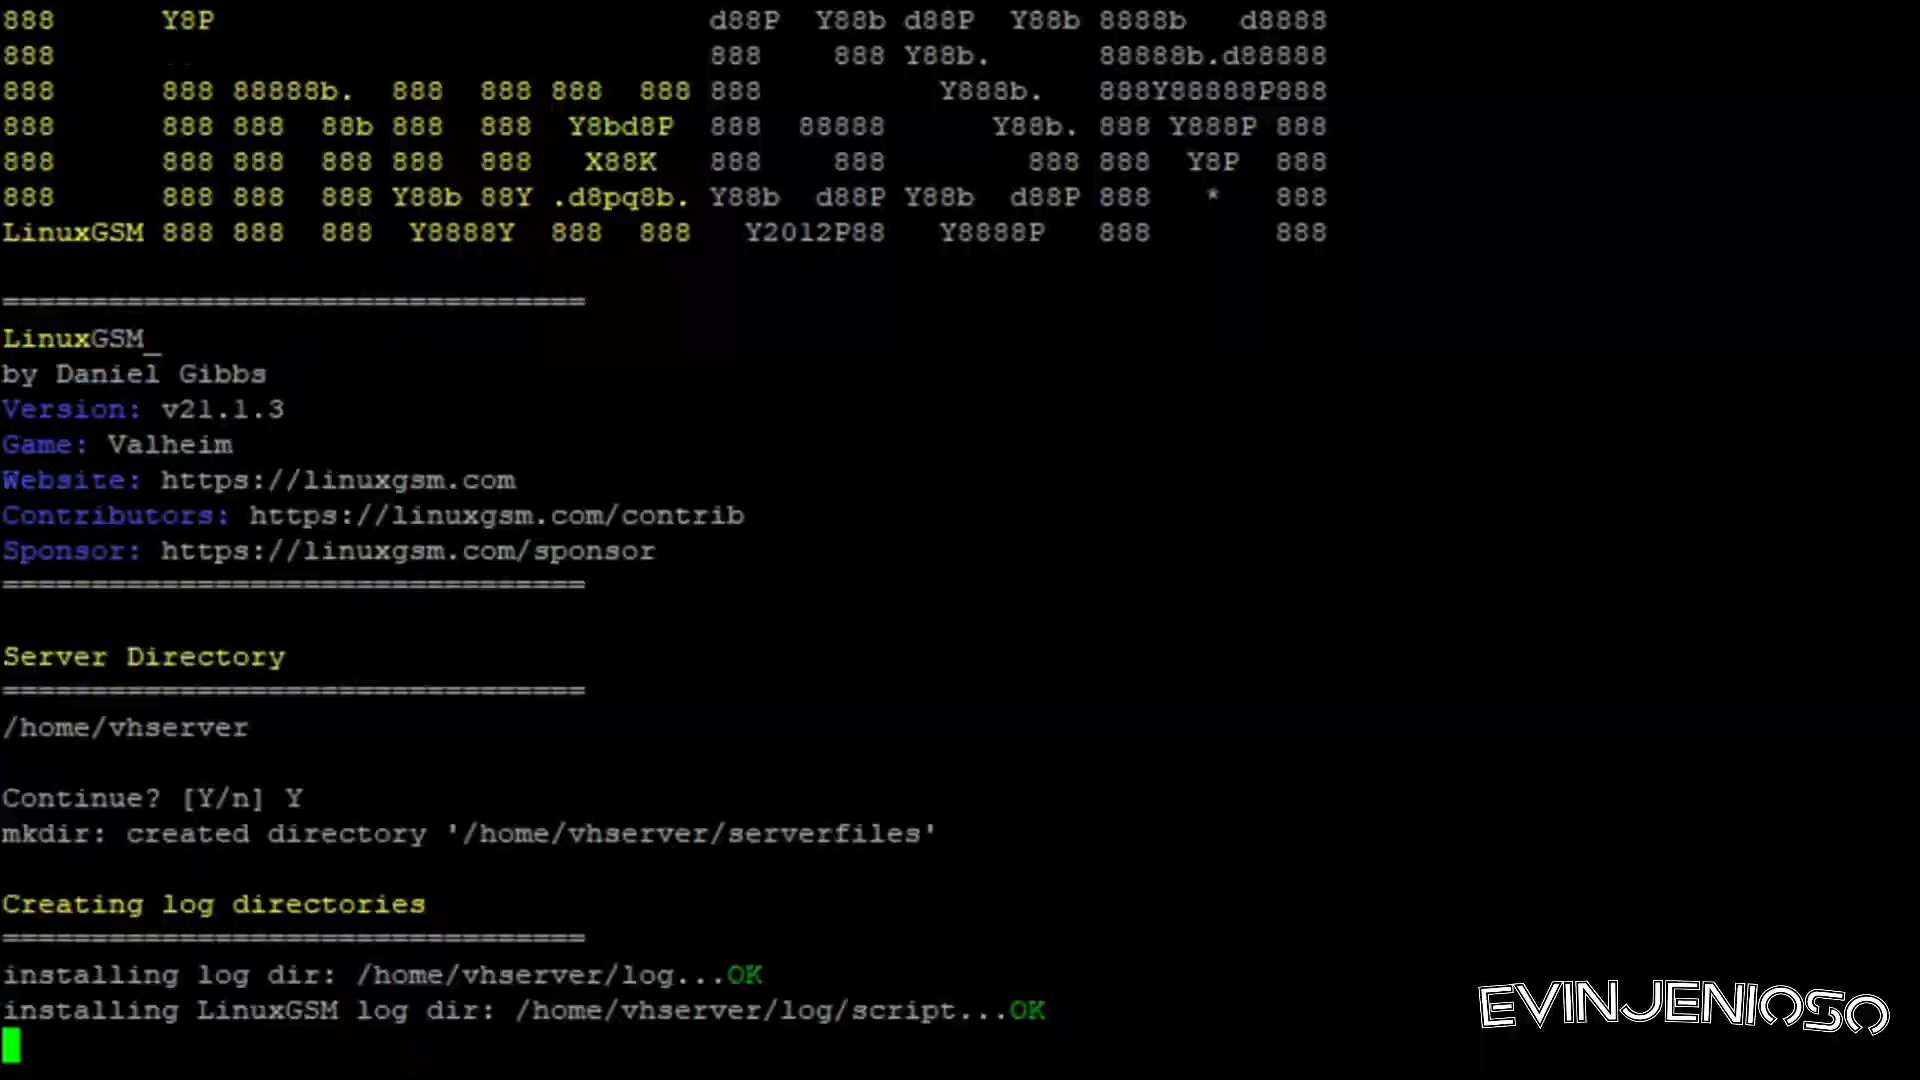 888      Y8P                            d88P  Y88b d88P  Y88b 8888b   d8888
888                                     888    888 Y88b.      88888b.d88888
888      888 88888b.  888  888 888  888 888          Y888b.   888Y88888P888
888      888 888  88b 888  888  Y8bd8P  888  88888      Y88b. 888 Y888P 888
888      888 888  888 888  888   X88K   888    888        888 888  Y8P  888
888      888 888  888 Y88b 88Y .d8pq8b. Y88b  d88P Y88b  d88P 888   *   888
LinuxGSM 888 888  888  Y8888Y  888  888   Y2012P88   Y8888P   888       888
=================================
LinuxGSM_
by Daniel Gibbs
Version: v21.1.3
Game: Valheim
Website: https://linuxgsm.com
Contributors: https://linuxgsm.com/contrib
Sponsor: https://linuxgsm.com/sponsor
=================================
Server Directory
=================================
/home/vhserver
Continue? [Y/n] Y
mkdir: created directory '/home/vhserver/serverfiles'
Creating log directories
=================================
installing log dir: /home/vhserver/log...OK
installing LinuxGSM log dir: /home/vhserver/log/script...OK
EVINJENIOSO